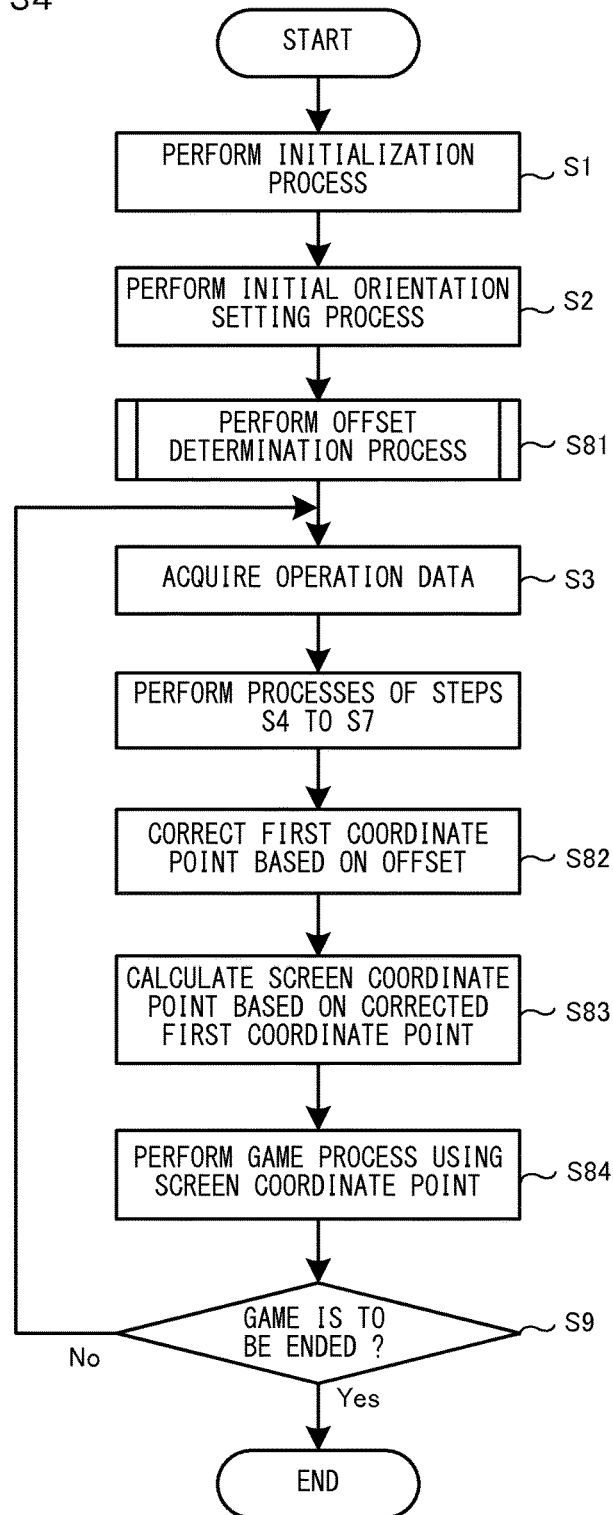 34
START
PERFORM INITIALIZATION
PROCESS
S1
PERFORM INITIAL ORIENTATION
SETTING PROCESS
S2
PERFORM OFFSET
DETERMINATION PROCESS
S81
ACQUIRE OPERATION DATA
S3
PERFORM PROCESSES OF STEPS
S4 TO S7
CORRECT FIRST COORDINATE
POINT BASED ON OFFSET
S82
CALCULATE SCREEN COORDINATE
POINT BASED ON CORRECTED
FIRST COORDINATE POINT
S83
PERFORM GAME PROCESS USING
SCREEN COORDINATE POINT
S84
GAME IS TO
BE ENDED ?
S9
No
Yes
END